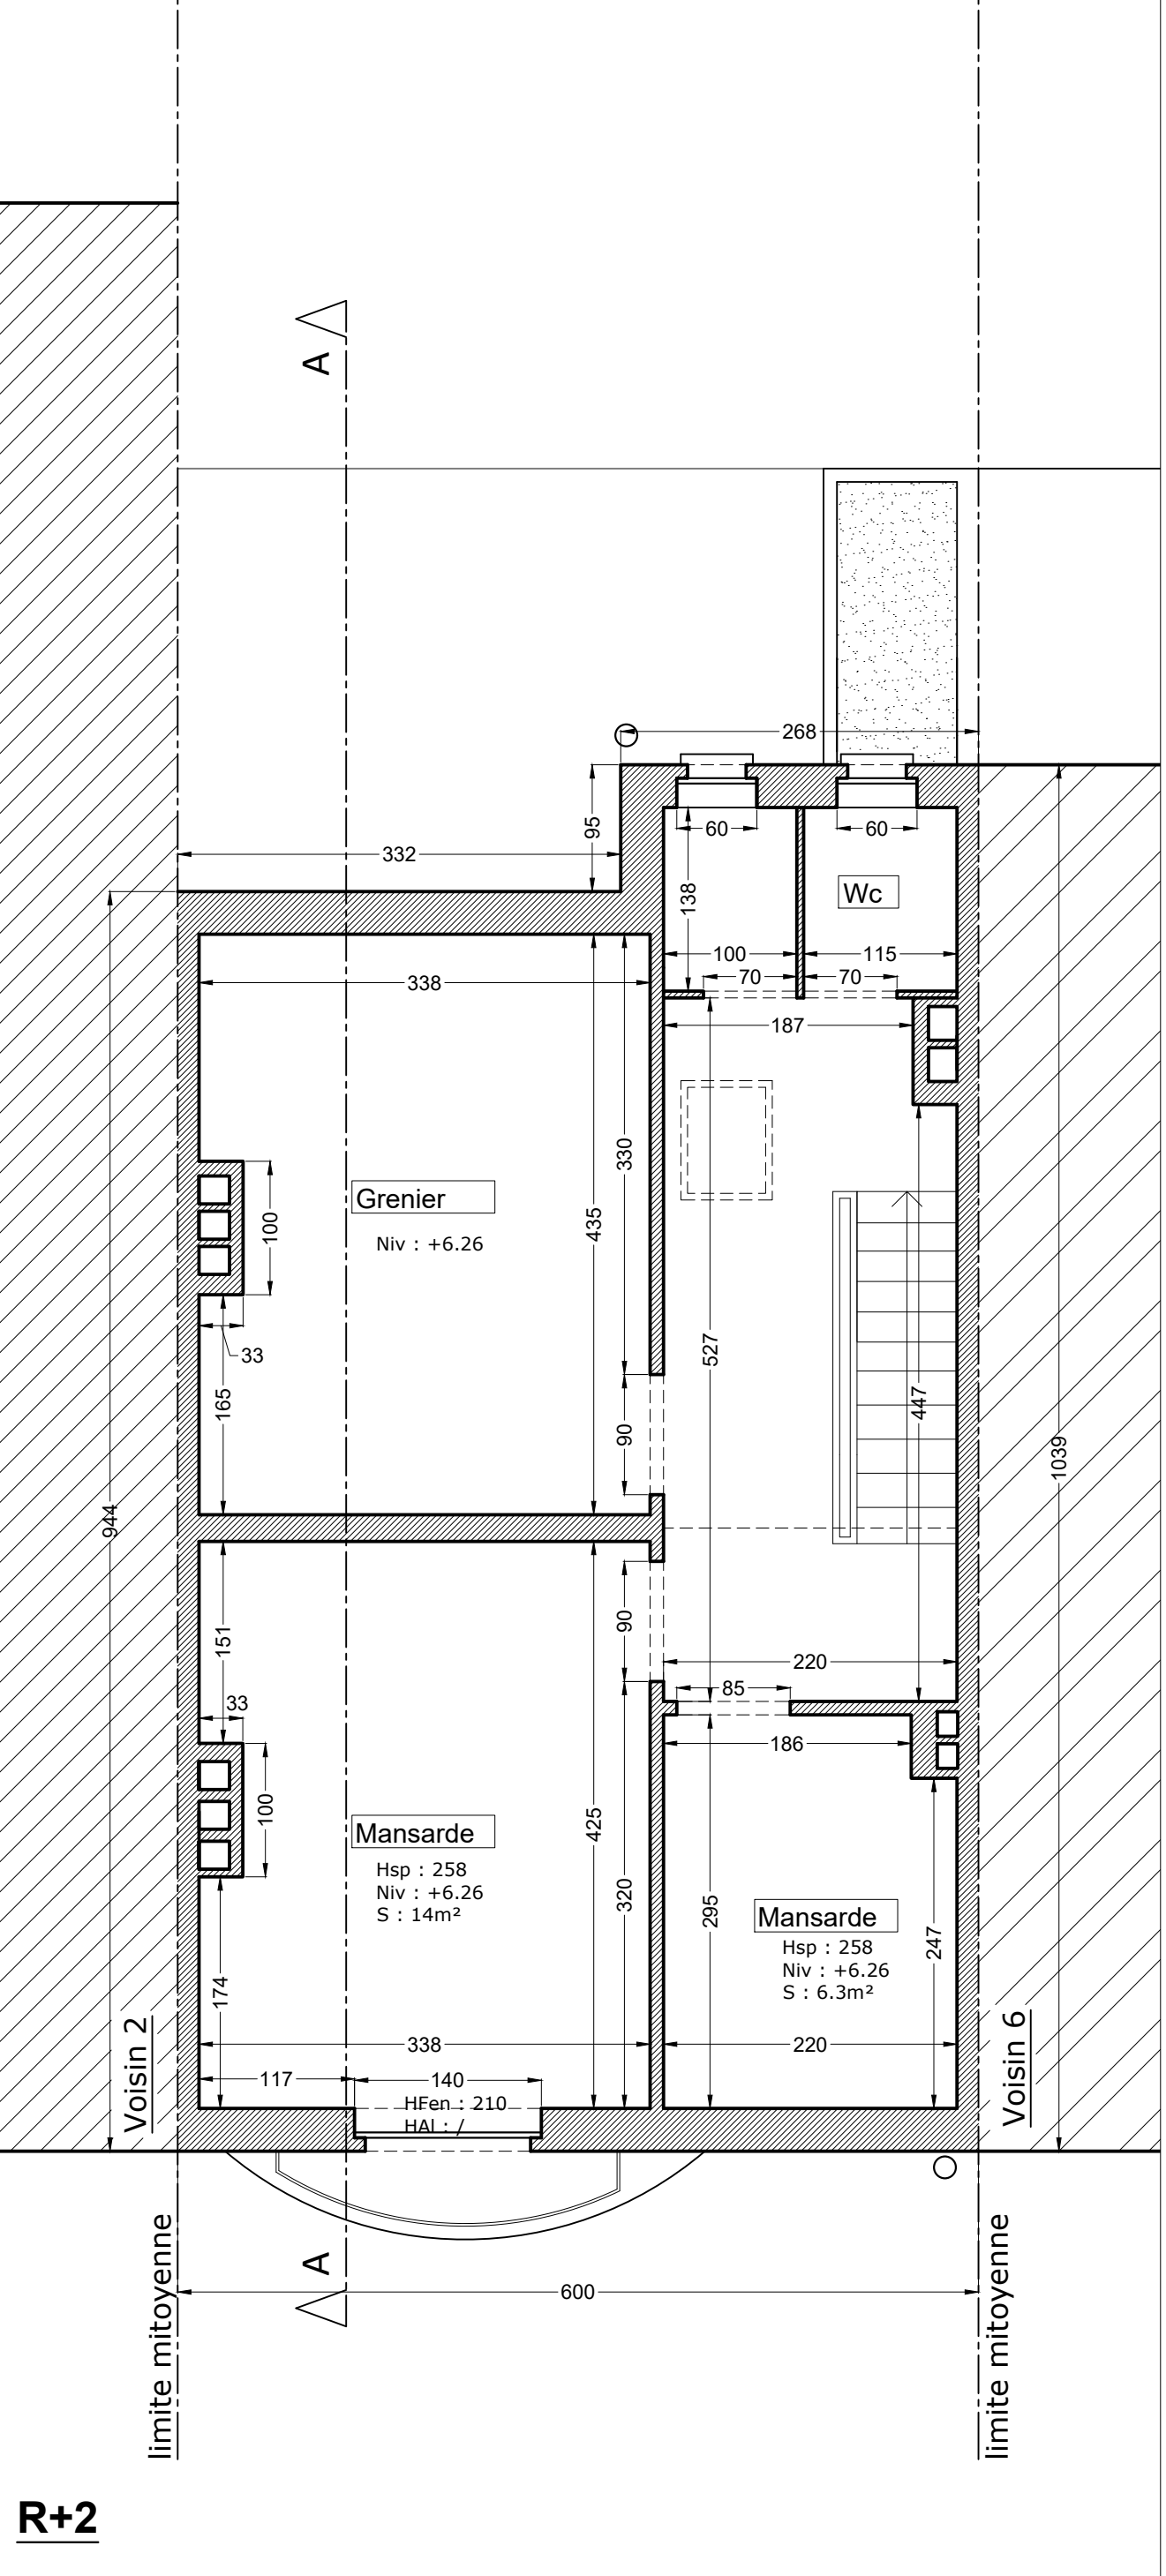 A
268
95
332
60
60
138
Wc
100
115
70
70
338
187
330
Grenier
Niv : +6.26
100
435
33
165
527
447
90
1039
944
151
90
220
33
85
186
100
Mansarde
Hsp : 258
Niv : +6.26
S : 14m²
425
320
295
Mansarde
Hsp : 258
Niv : +6.26
S : 6.3m²
247
174
338
220
Voisin 2
Voisin 6
117
140
HFen : 210
HAl : /
A
600
limite mitoyenne
limite mitoyenne
R+2